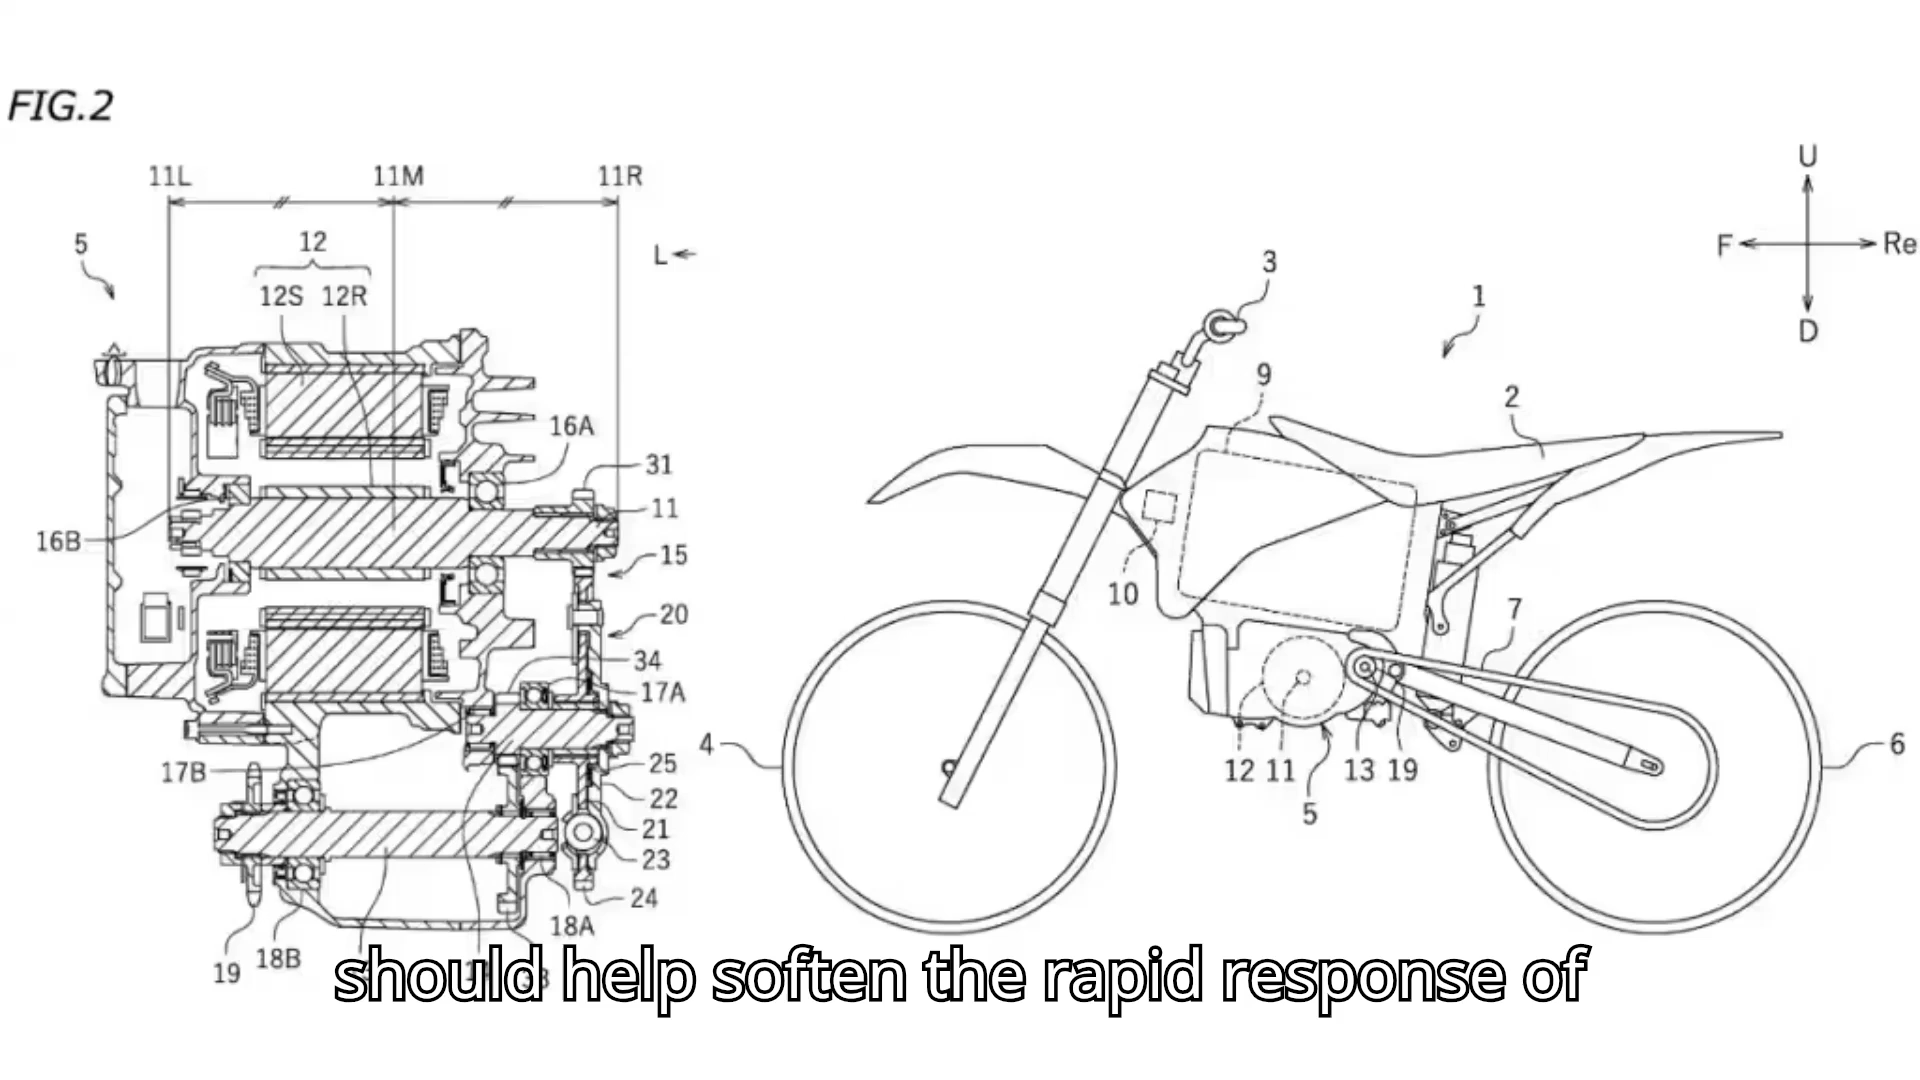 FIG.2
11L 11M 11R
U
F Re
D
5
12
12S 12R
L
3
1
9
2
16A
31
11
16B
15
10
20
7
34
17A
4
6
17B
25
22
12 11 13 19
5
21
23
24
18A
19
18B
should help soften the rapid response of